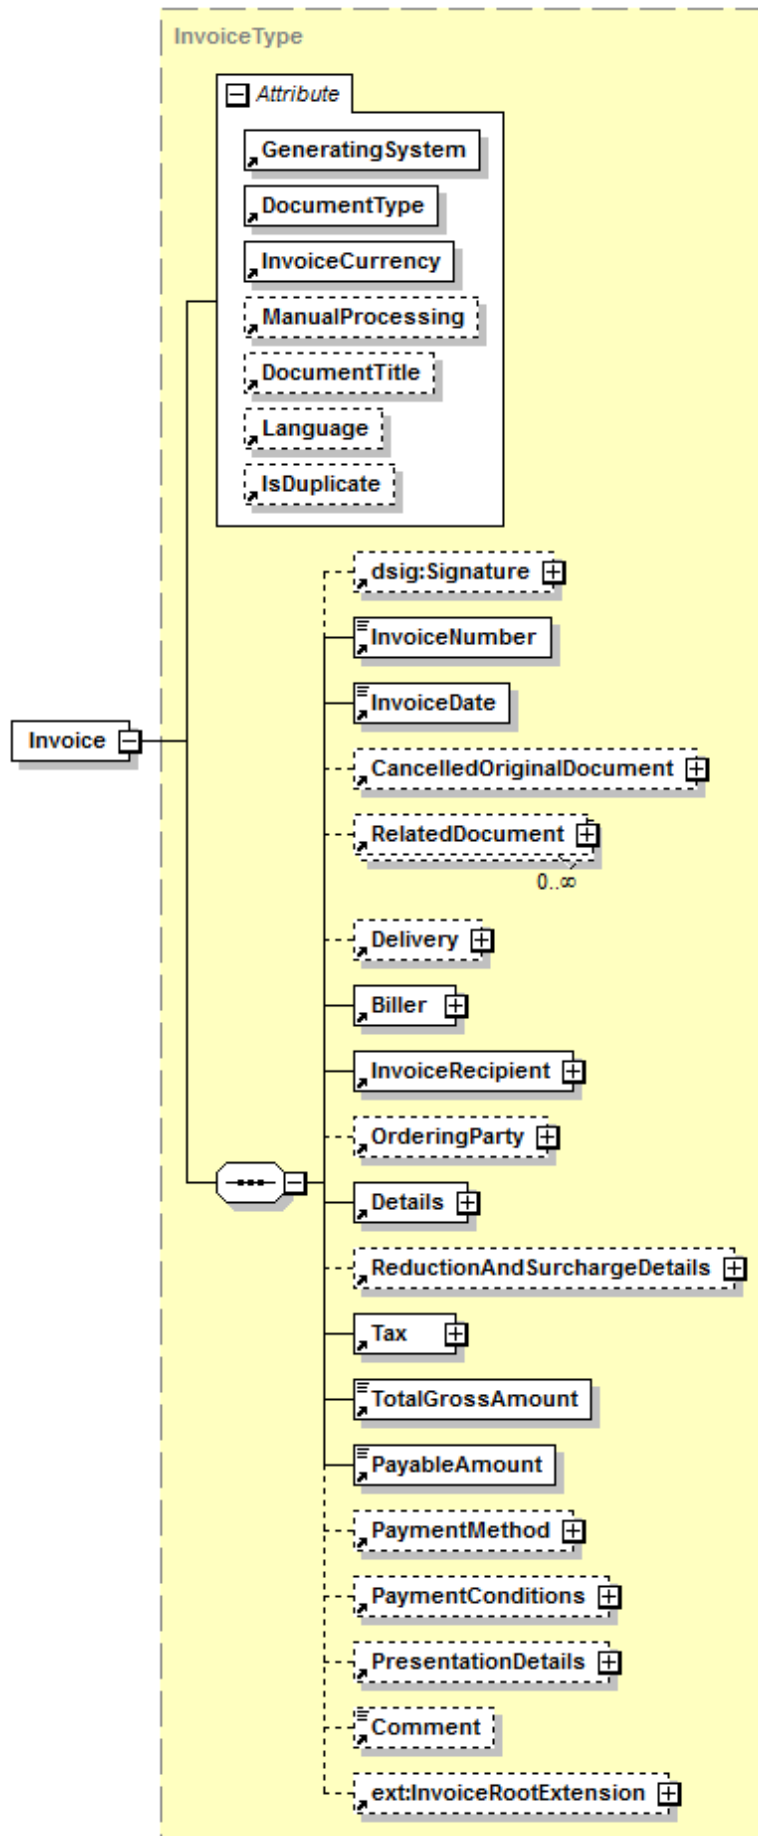 InvoiceType
Attribute
GeneratingSystem
DocumentType
InvoiceCurrency
ManualProcessing
DocumentTitle
Language
IsDuplicate
dsig:Signature
InvoiceNumber
InvoiceDate
Invoice
CancelledOriginalDocument
RelatedDocument
0..∞
Delivery
Biller
InvoiceRecipient
OrderingParty
Details
ReductionAndSurchargeDetails
Tax
TotalGrossAmount
PayableAmount
PaymentMethod
PaymentConditions
PresentationDetails
Comment
ext:InvoiceRootExtension